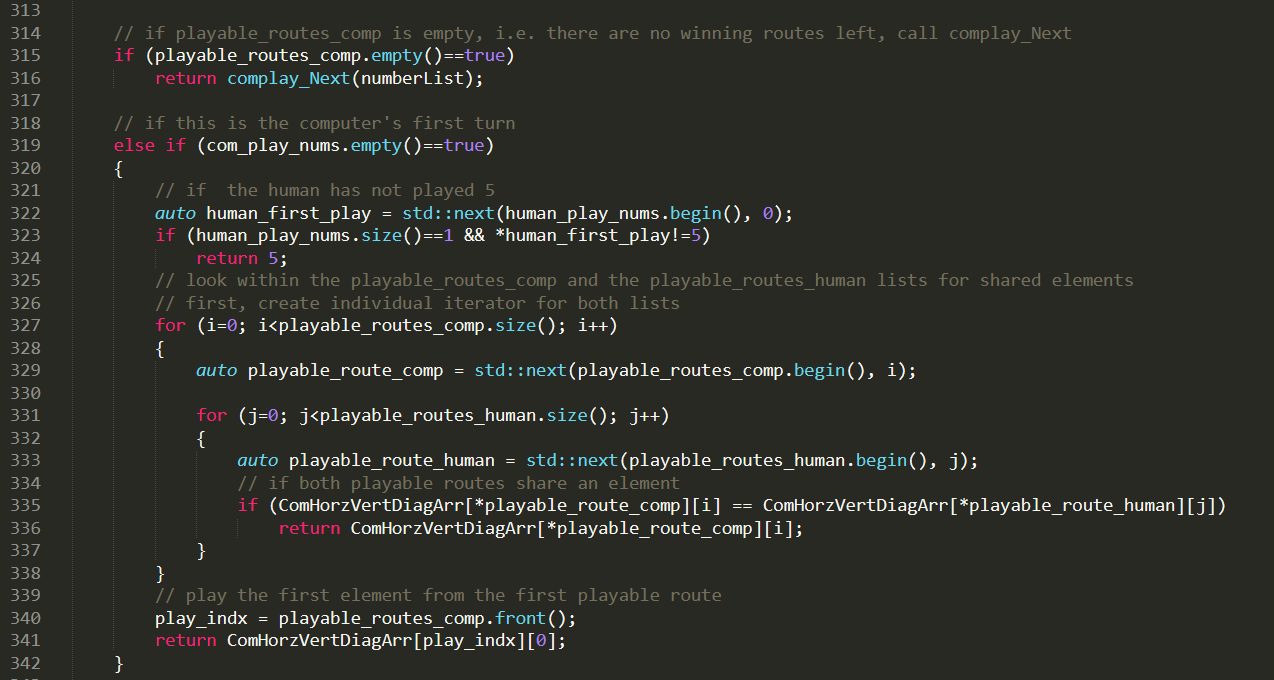 313
314 // if playable_routes_comp is empty, i.e. there are no winning routes left, call complay_Next
315 if (playable_routes_comp.empty()==true)
316 return complay_Next(numberList);
317
318 // if this is the computer's first turn
319 else if (com_play_nums.empty()==true)
320 {
321 // if  the human has not played 5
322 auto human_first_play = std::next(human_play_nums.begin(), 0);
323 if (human_play_nums.size()==1 && *human_first_play!=5)
324 return 5;
325 // look within the playable_routes_comp and the playable_routes_human lists for shared elements
326 // first, create individual iterator for both lists
327 for (i=0; i<playable_routes_comp.size(); i++)
328 {
329 auto playable_route_comp = std::next(playable_routes_comp.begin(), i);
330
331 for (j=0; j<playable_routes_human.size(); j++)
332 {
333 auto playable_route_human = std::next(playable_routes_human.begin(), j);
334 // if both playable routes share an element
335 if (ComHorzVertDiagArr[*playable_route_comp][i] == ComHorzVertDiagArr[*playable_route_human][j])
336 return ComHorzVertDiagArr[*playable_route_comp][i];
337 }
338 }
339 // play the first element from the first playable route
340 play_indx = playable_routes_comp.front();
341 return ComHorzVertDiagArr[play_indx][0];
342 }